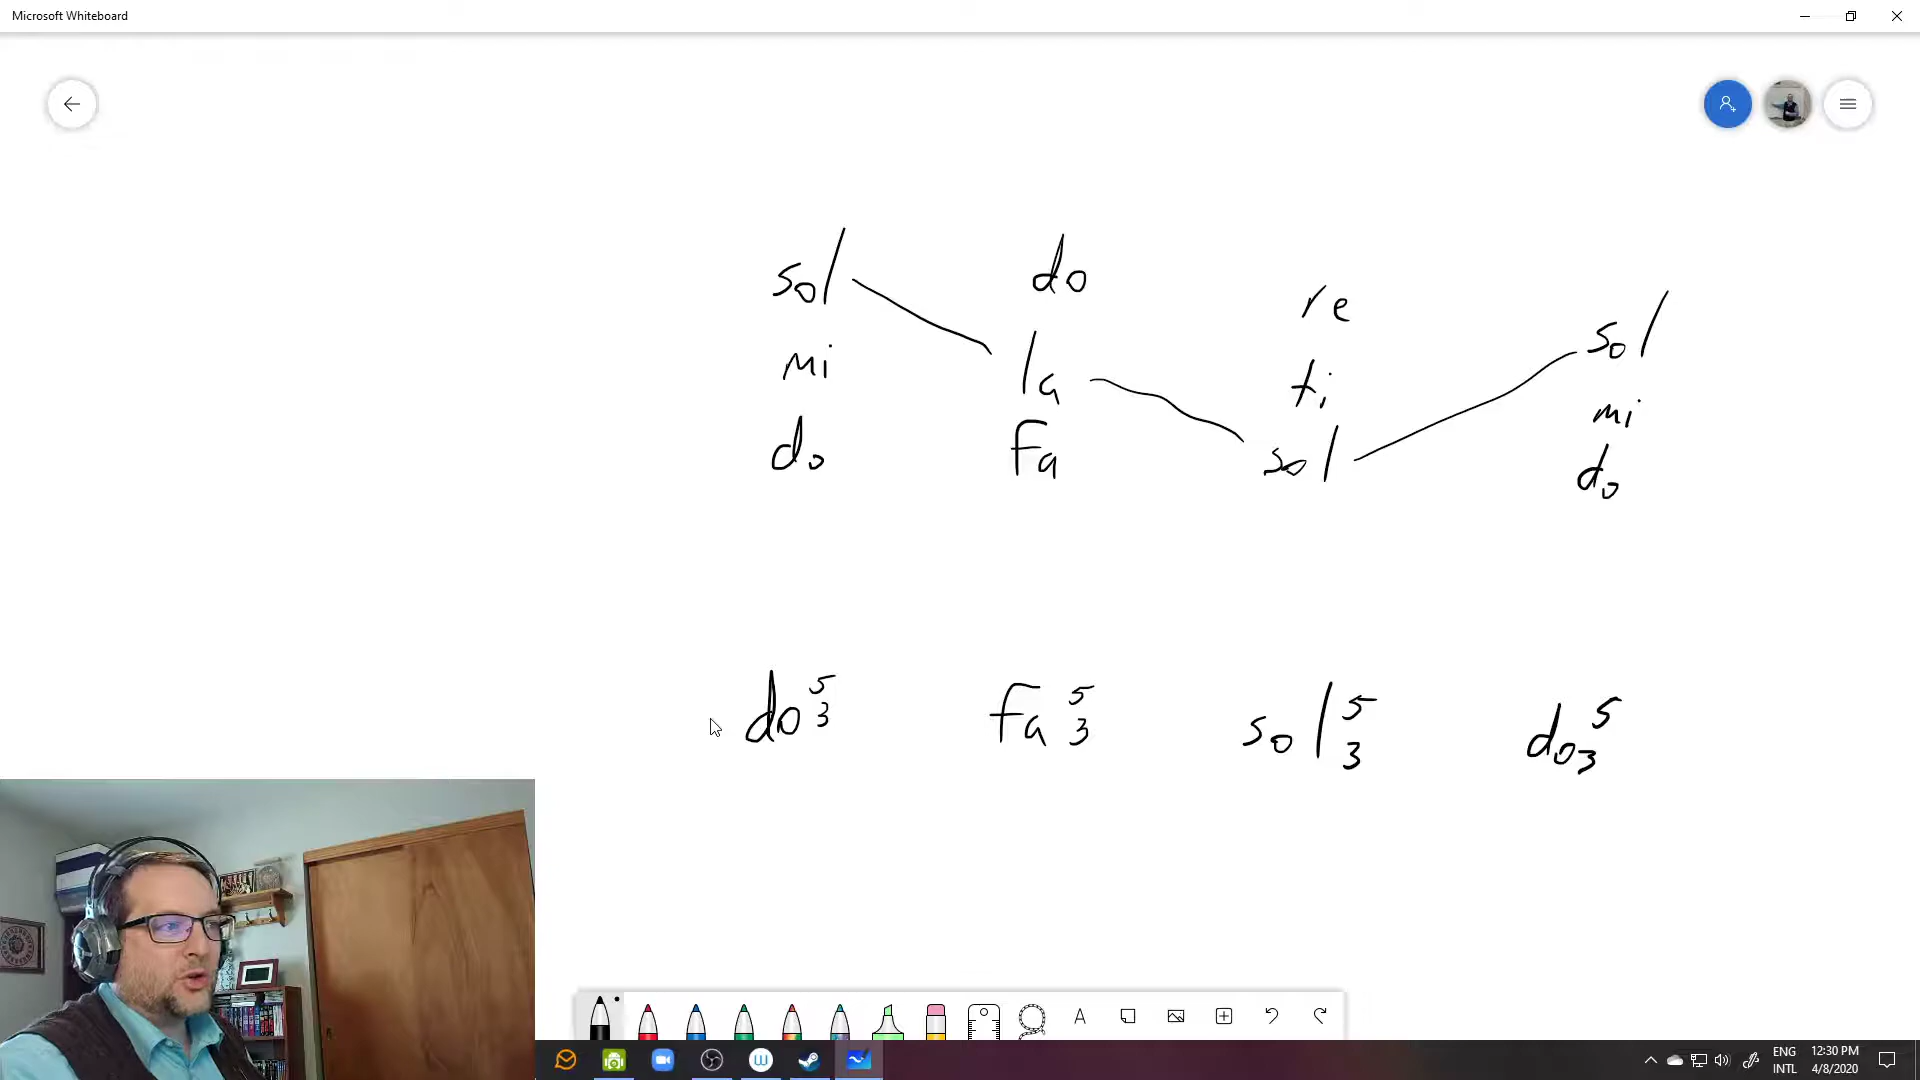 Microsoft Whiteboard
sol do re sol
mi la ti mi
do Fa sol do
do 5 3 Fa 5 3 sol 5 3 do 5 3
A
W
ENG 12:30 PM
INTL 4/8/2020